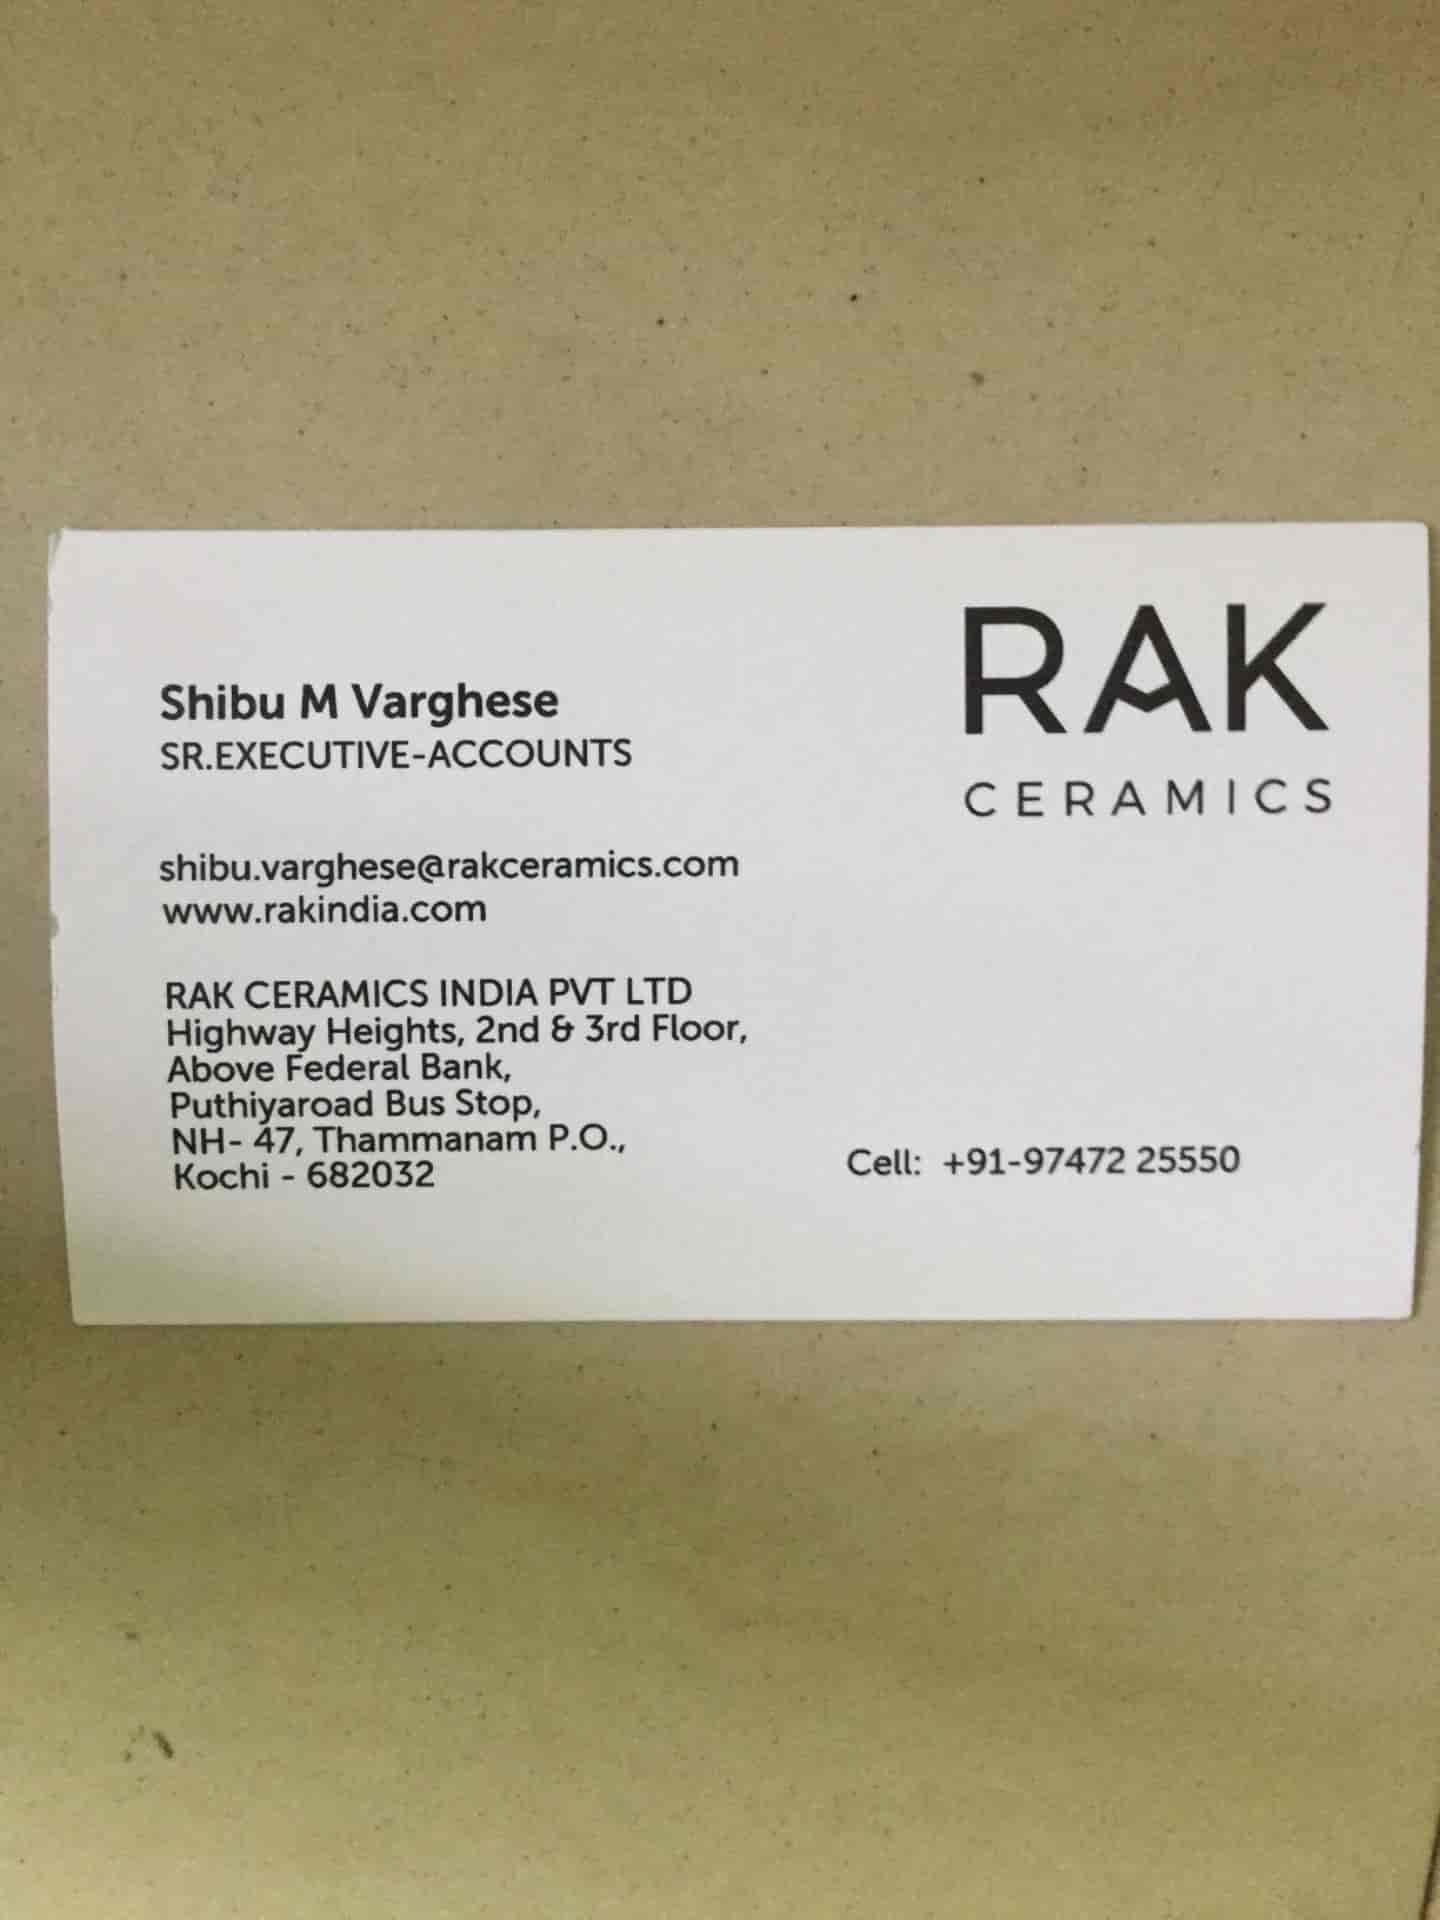 RAK
CERAMICS
Shibu M Varghese
SR.EXECUTIVE-ACCOUNTS
shibu.varghese@rakceramics.com
www.rakindia.com
RAK CERAMICS INDIA PVT LTD
Highway Heights, 2nd & 3rd Floor,
Above Federal Bank,
Puthiyaroad Bus Stop,
NH- 47, Thammanam P.O.,
Kochi - 682032
Cell: +91-97472 25550